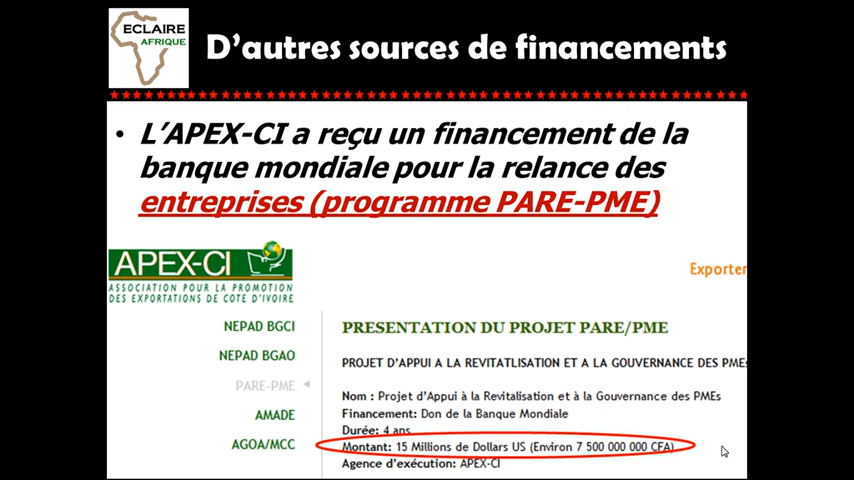 ECLAIRE
AFRIQUE
D'autres sources de financements
• L'APEX-CI a reçu un financement de la
banque mondiale pour la relance des
entreprises (programme PARE-PME)
APEX-CI
ASSOCIATION POUR LA PROMOTION
DES EXPORTATIONS DE COTE D'IVOIRE
Exporter
NEPAD BGCI
NEPAD BGAO
PARE-PME
AMADE
AGOA/MCC
PRESENTATION DU PROJET PARE/PME
PROJET D'APPUI A LA REVITATLISATION ET A LA GOUVERNANCE DES PMEs
Nom : Projet d'Appui à la Revitalisation et à la Gouvernance des PMEs
Financement: Don de la Banque Mondiale
Durée: 4 ans
Montant: 15 Millions de Dollars US (Environ 7 500 000 000 CFA)
Agence d'exécution: APEX-CI